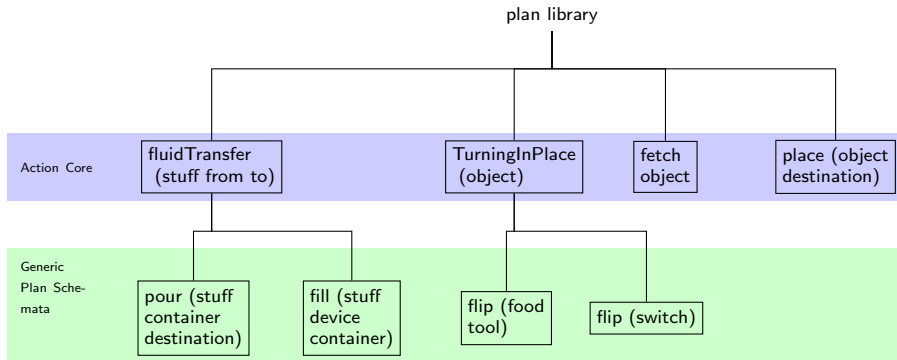 plan library
Action Core
fluidTransfer
(stuff from to)
TurningInPlace
(object)
fetch
object
place (object
destination)
Generic
Plan Sche-
mata
pour (stuff
container
destination)
fill (stuff
device
container)
flip (food
tool)
flip (switch)